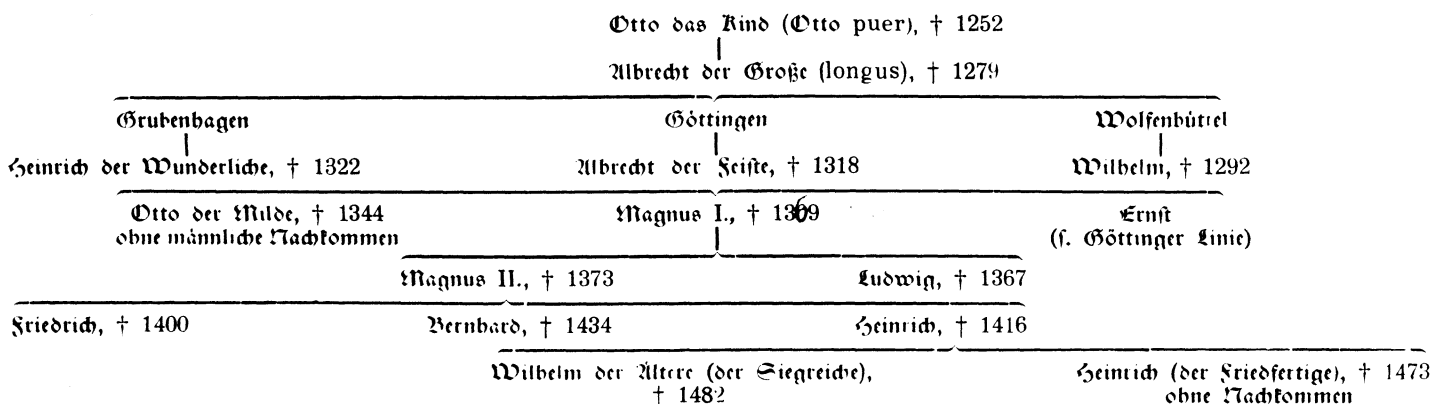 Otto das Kind (Otto puer), † 1252
Albrecht der Große (longus), † 1279
Grubenhagen Göttingen Wolfenbüttel
Heinrich der Wunderliche, † 1322 Albrecht der Feiste, † 1318 Wilhelm, † 1292
Otto der Milde, † 1344 Magnus I., † 1369 Ernst
ohne männliche Nachkommen (s. Göttinger Linie)
Magnus II., † 1373 Ludwig, † 1367
Friedrich, † 1400 Bernhard, † 1434 Heinrich, † 1416
Wilhelm der Ältere (der Siegreiche), Heinrich (der Friedfertige), † 1473
† 1482 ohne Nachkommen